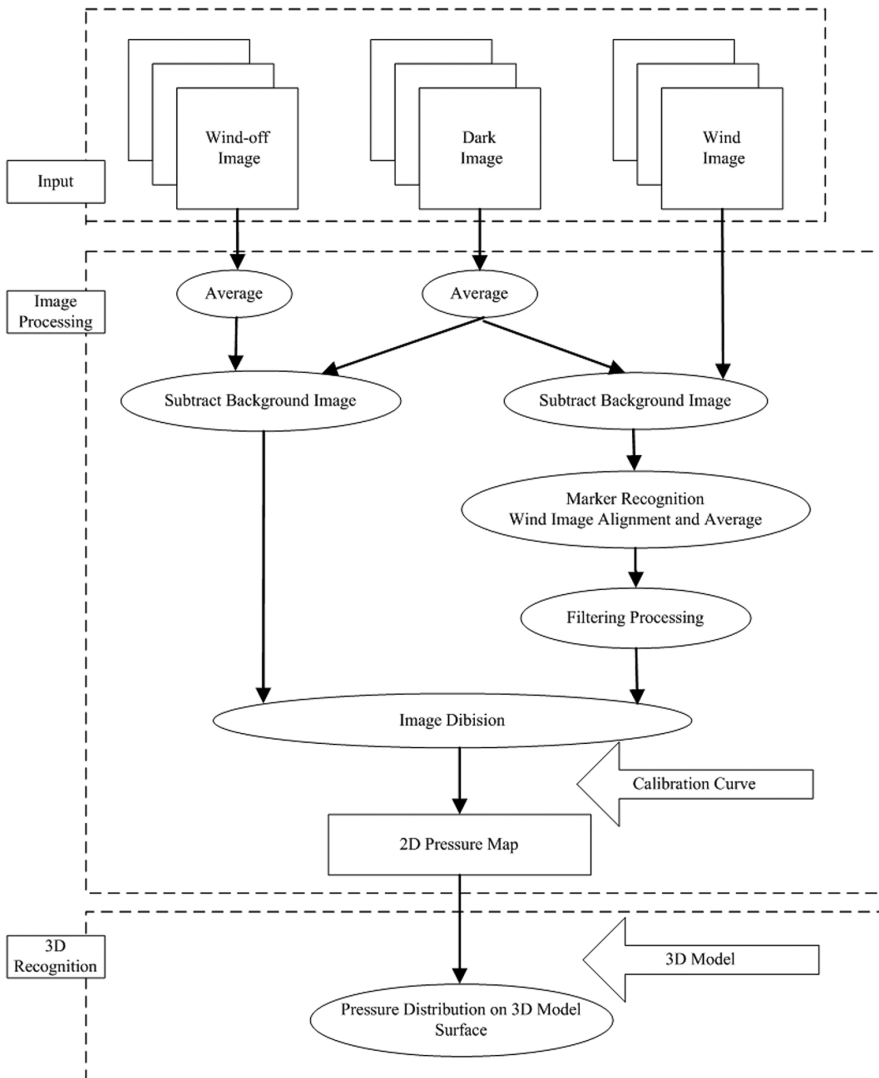 Wind-off
Image
Dark
Image
Wind
Image
Input
Average
Average
Image
Processing
Subtract Background Image
Subtract Background Image
Marker Recognition
Wind Image Alignment and Average
Filtering Processing
Image Dibision
Calibration Curve
2D Pressure Map
3D
Recognition
3D Model
Pressure Distribution on 3D Model
Surface